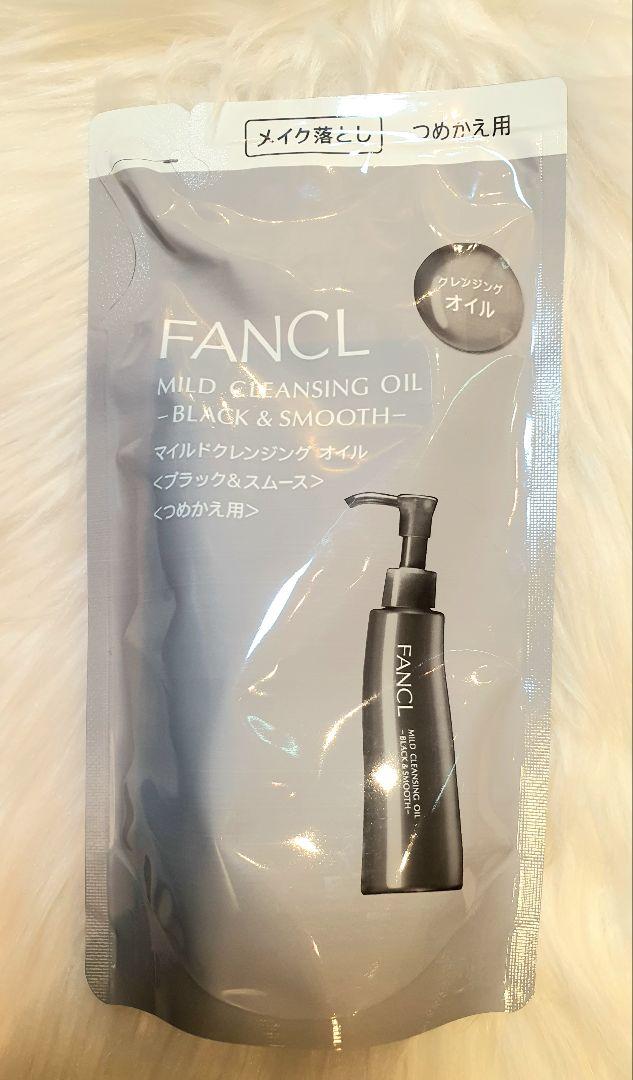 メイク落とし つめかえ用
クレンジング
オイル
FANCL
MILD CLEANSING OIL
-BLACK & SMOOTH-
マイルドクレンジング オイル
<ブラック&スムース>
<つめかえ用>
FANCL
MILD CLEANSING OIL
-BLACK & SMOOTH-